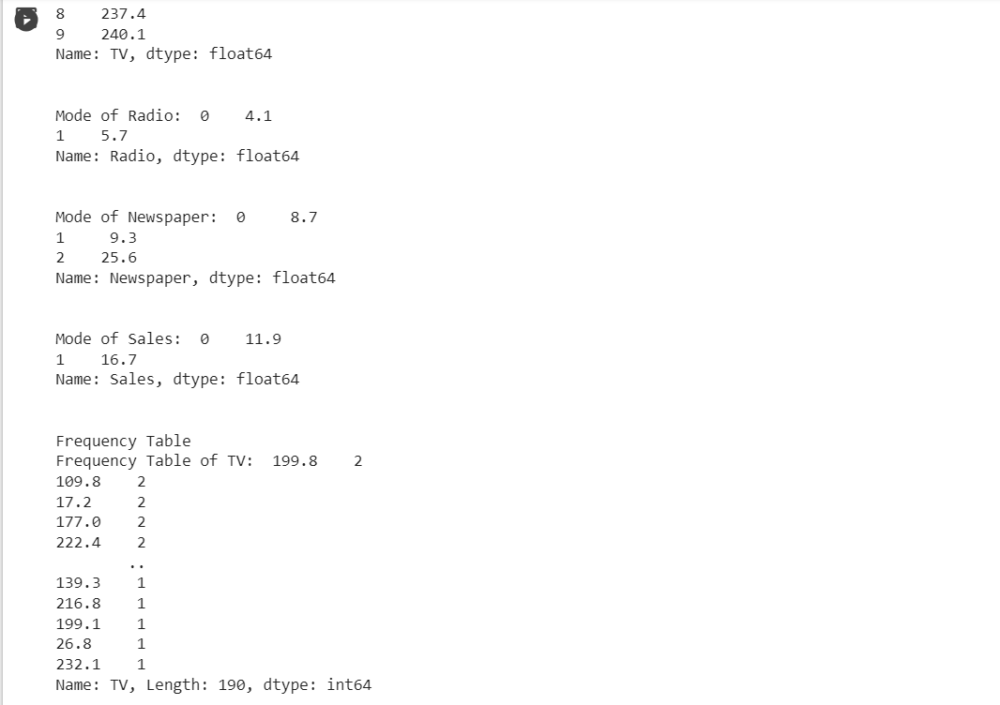 8    237.4
9    240.1
Name: TV, dtype: float64
Mode of Radio:  0    4.1
1    5.7
Name: Radio, dtype: float64
Mode of Newspaper:  0     8.7
1     9.3
2    25.6
Name: Newspaper, dtype: float64
Mode of Sales:  0    11.9
1    16.7
Name: Sales, dtype: float64
Frequency Table
Frequency Table of TV:  199.8    2
109.8    2
17.2     2
177.0    2
222.4    2
        ..
139.3    1
216.8    1
199.1    1
26.8     1
232.1    1
Name: TV, Length: 190, dtype: int64